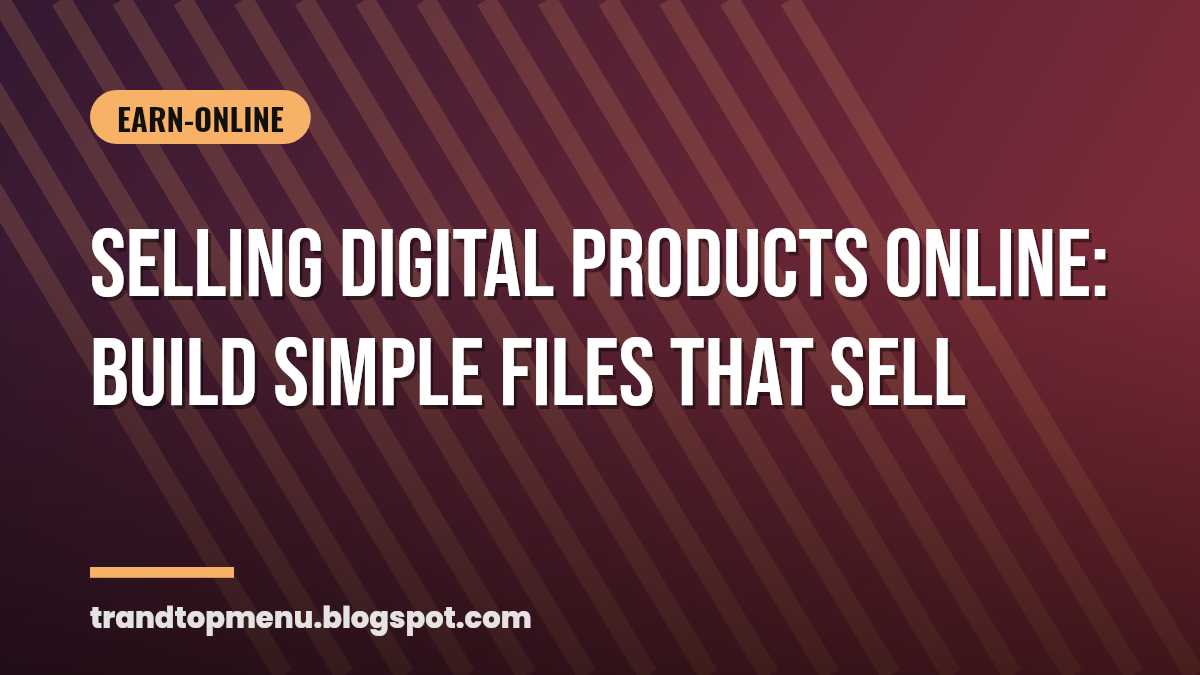 EARN-ONLINE
SELLING DIGITAL PRODUCTS ONLINE:
BUILD SIMPLE FILES THAT SELL
trandtopmenu.blogspot.com